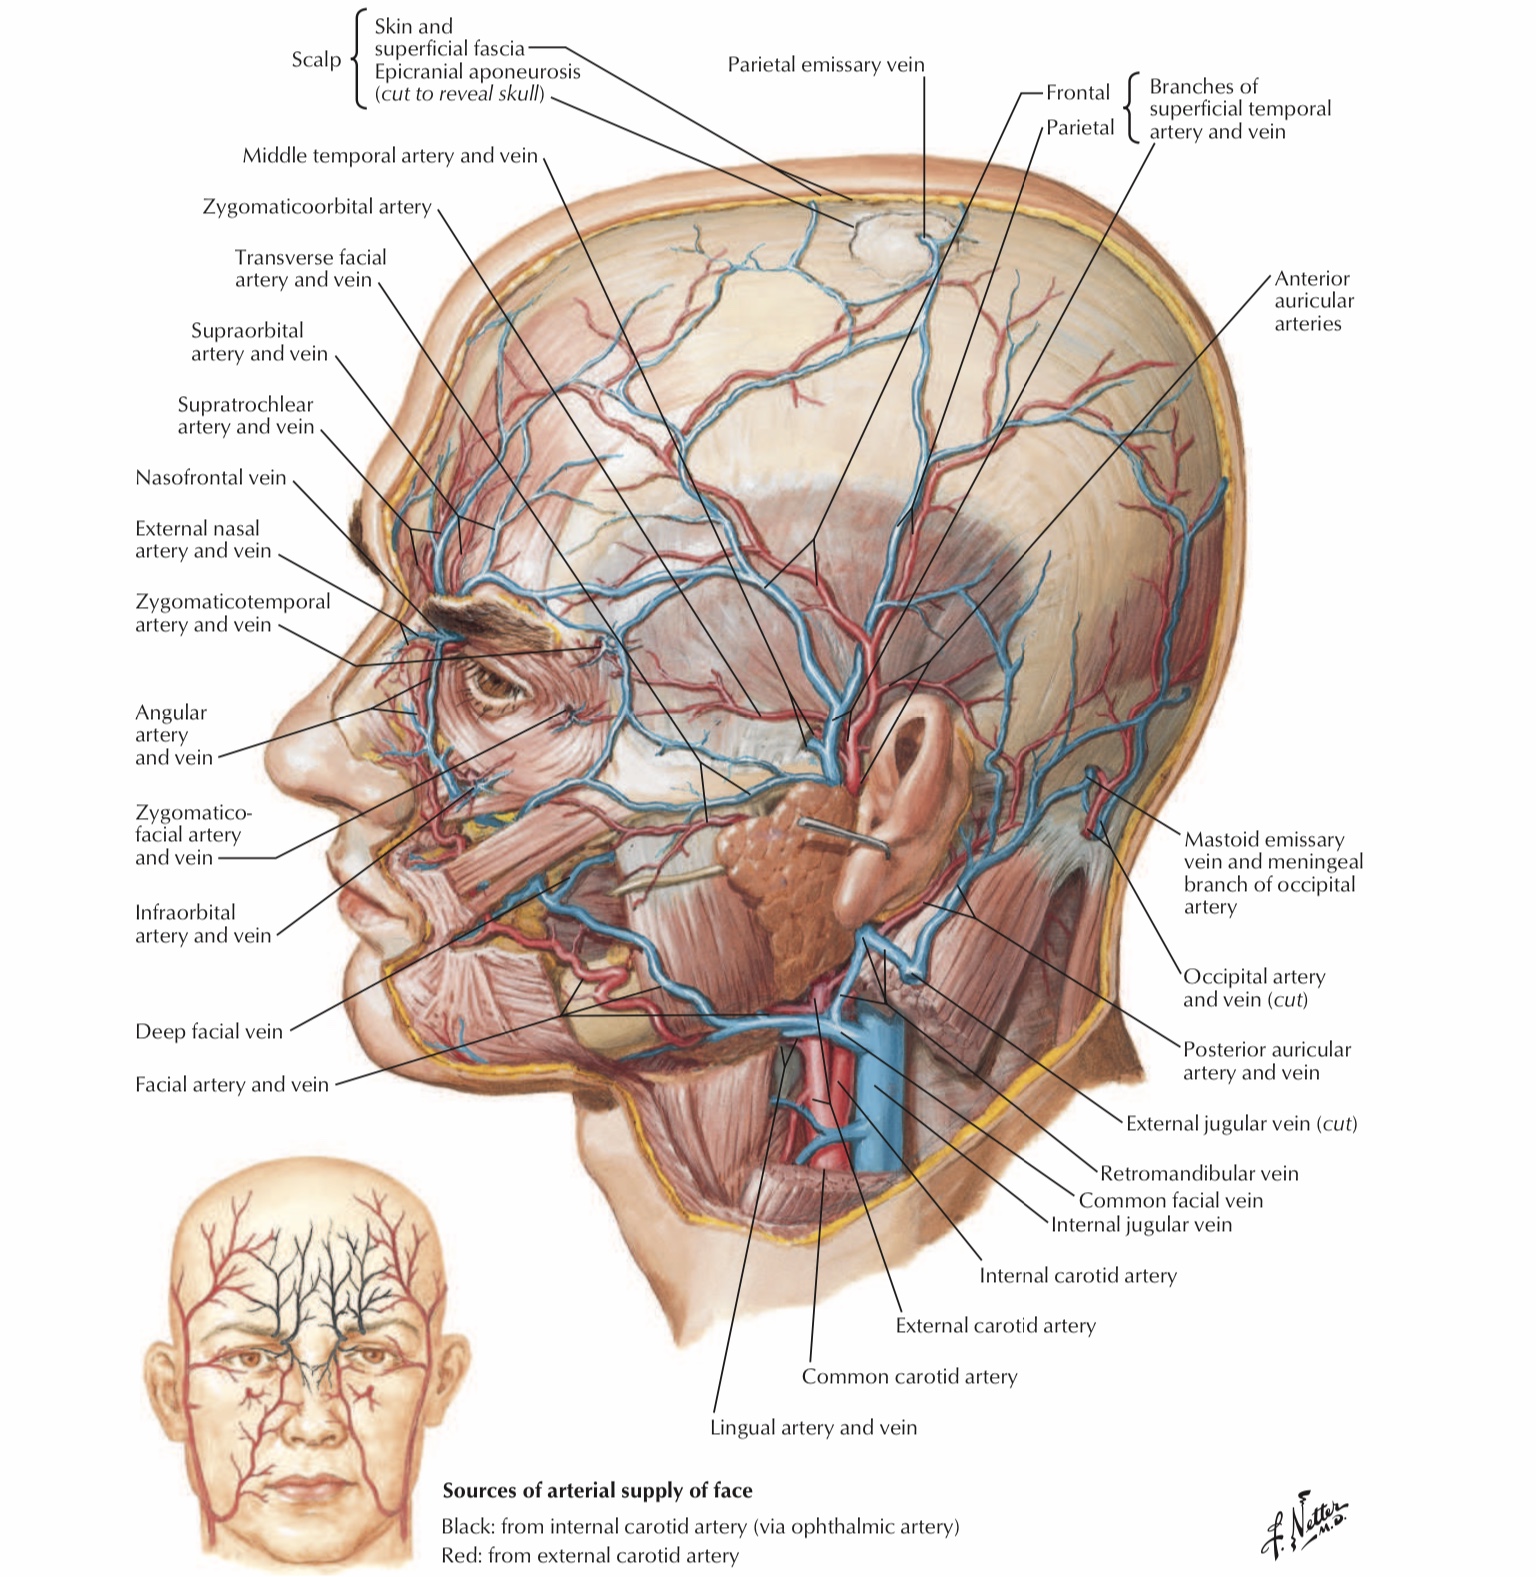 Scalp
Skin and
superficial fascia
Epicranial aponeurosis
(cut to reveal skull)
Parietal emissary vein
Frontal
Parietal
Branches of
superficial temporal
artery and vein
Middle temporal artery and vein
Zygomaticoorbital artery
Transverse facial
artery and vein
Supraorbital
artery and vein
Supratrochlear
artery and vein
Nasofrontal vein
External nasal
artery and vein
Zygomaticotemporal
artery and vein
Angular
artery
and vein
Zygomatico-
facial artery
and vein
Infraorbital
artery and vein
Deep facial vein
Facial artery and vein
Anterior
auricular
arteries
Mastoid emissary
vein and meningeal
branch of occipital
artery
Occipital artery
and vein (cut)
Posterior auricular
artery and vein
External jugular vein (cut)
Retromandibular vein
Common facial vein
Internal jugular vein
Internal carotid artery
External carotid artery
Common carotid artery
Lingual artery and vein
Sources of arterial supply of face
Black: from internal carotid artery (via ophthalmic artery)
Red: from external carotid artery
F. Netter
M.D.